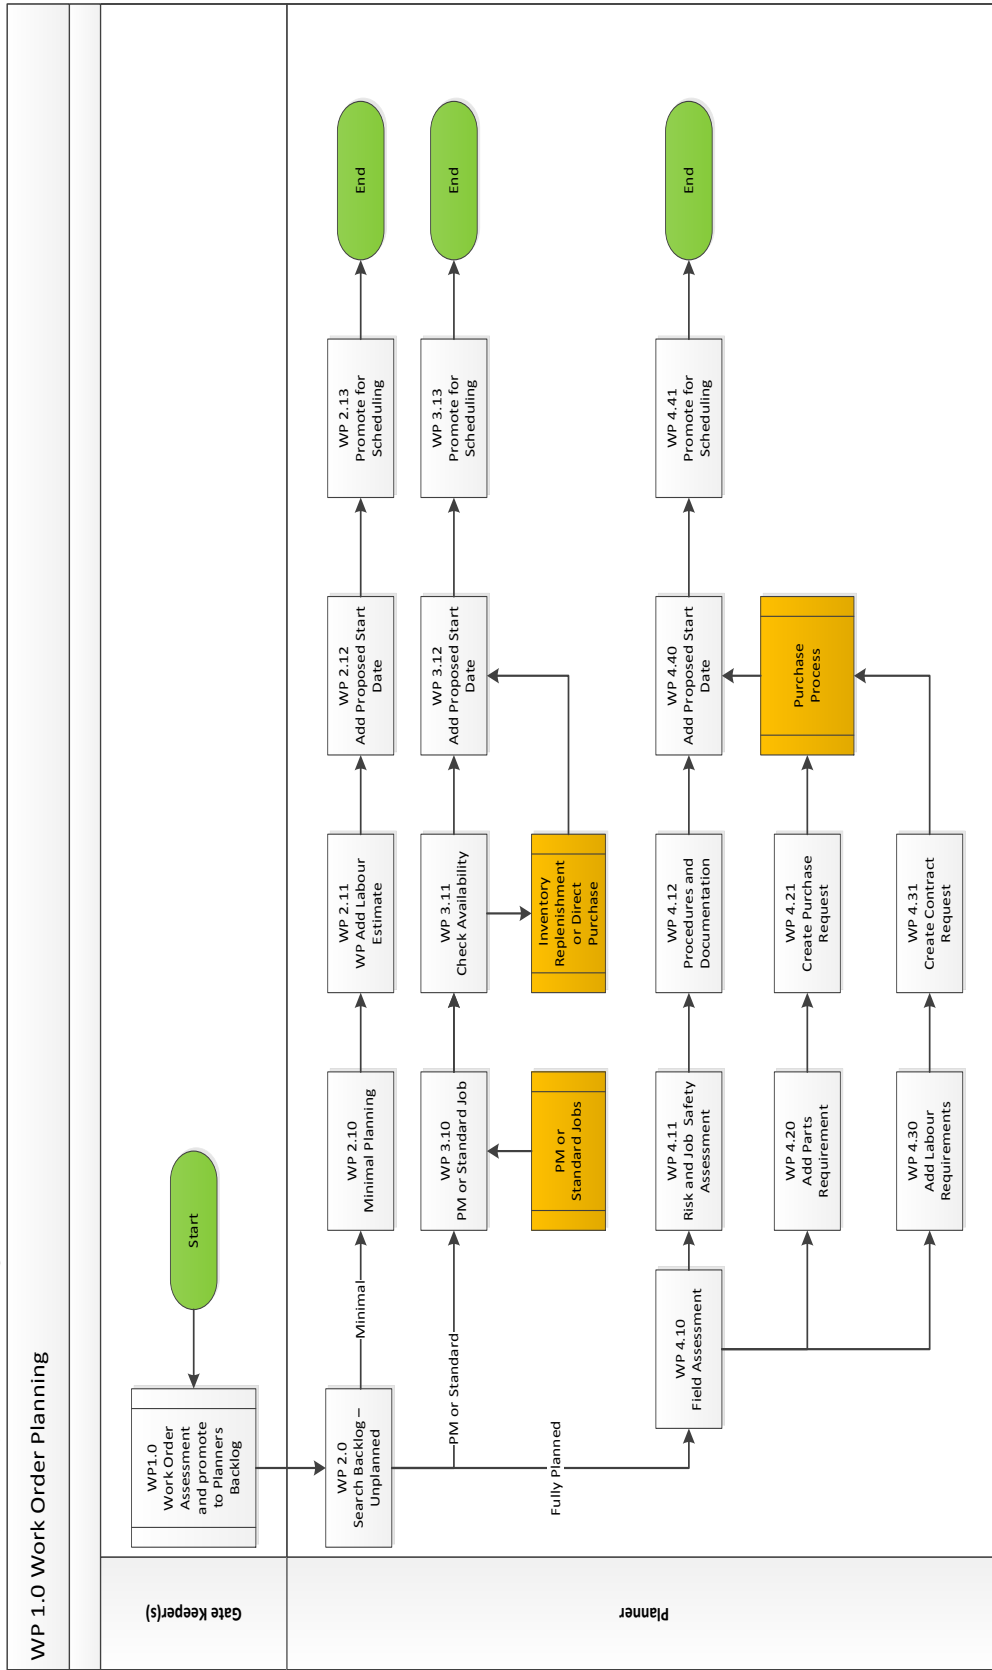 WP 1.0 Work Order Planning
Gate Keeper(s)
Start
WP1.0
Work Order
Assessment
and promote
to Planners
Backlog
Planner
WP 2.0
Search Backlog –
Unplanned
Minimal
WP 2.10
Minimal Planning
WP 2.11
WP Add Labour
Estimate
WP 2.12
Add Proposed Start
Date
WP 2.13
Promote for
Scheduling
End
PM or Standard
WP 3.10
PM or Standard Job
WP 3.11
Check Availability
WP 3.12
Add Proposed Start
Date
WP 3.13
Promote for
Scheduling
End
PM or
Standard Jobs
Inventory
Replenishment
or Direct
Purchase
Fully Planned
WP 4.10
Field Assessment
WP 4.11
Risk and Job Safety
Assessment
WP 4.12
Procedures and
Documentation
WP 4.40
Add Proposed Start
Date
WP 4.41
Promote for
Scheduling
End
WP 4.20
Add Parts
Requirement
WP 4.21
Create Purchase
Request
Purchase
Process
WP 4.30
Add Labour
Requirements
WP 4.31
Create Contract
Request